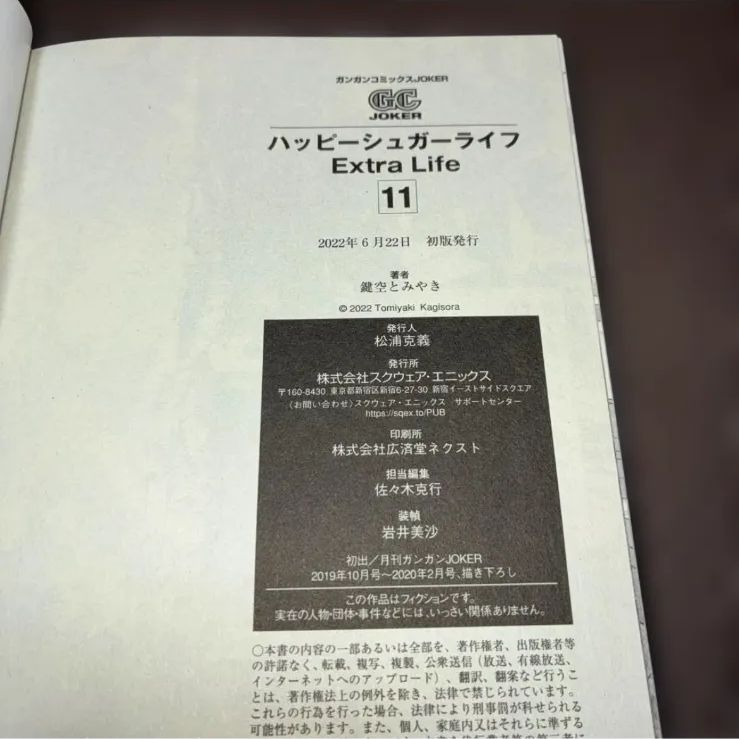 ガンガンコミックスJOKER
GC
JOKER
ハッピーシュガーライフ
Extra Life
11
2022年6月22日　初版発行
著者
鍵空とみやき
© 2022 Tomiyaki Kagisora
発行人
松浦克義
発行所
株式会社スクウェア・エニックス
〒160-8430 東京都新宿区新宿6-27-30 新宿イーストサイドスクエア
〈お問い合わせ〉スクウェア・エニックス　サポートセンター
https://sqex.to/PUB
印刷所
株式会社広済堂ネクスト
担当編集
佐々木克行
装幀
岩井美沙
初出／月刊ガンガンJOKER
2019年10月号〜2020年2月号、描き下ろし
この作品はフィクションです。
実在の人物・団体・事件などには、いっさい関係ありません。
○本書の内容の一部あるいは全部を、著作権者、出版権者等
の許諾なく、転載、複写、複製、公衆送信（放送、有線放送、
インターネットへのアップロード）、翻訳、翻案など行うこ
とは、著作権法上の例外を除き、法律で禁じられています。
これらの行為を行った場合、法律により刑事罰が科せられる
可能性があります。また、個人、家庭内又はそれらに準ずる